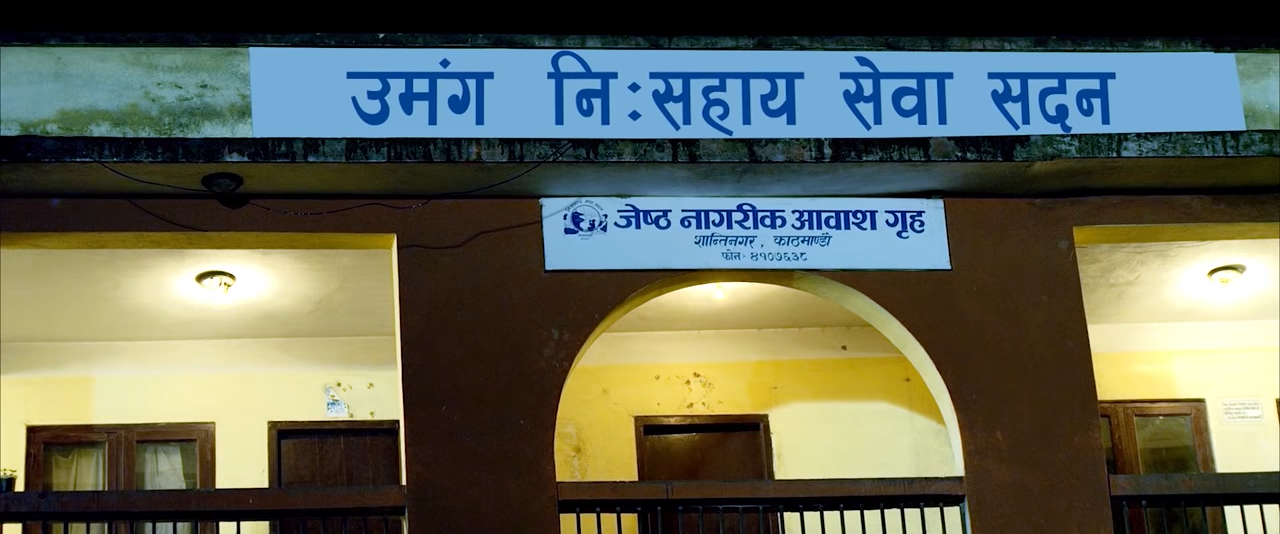 उमंग निःसहाय सेवा सदन
जेष्ठ नागरीक आवाश गृह
शान्तिनगर, काठमाण्डौ
फोन: ४१०७६३८